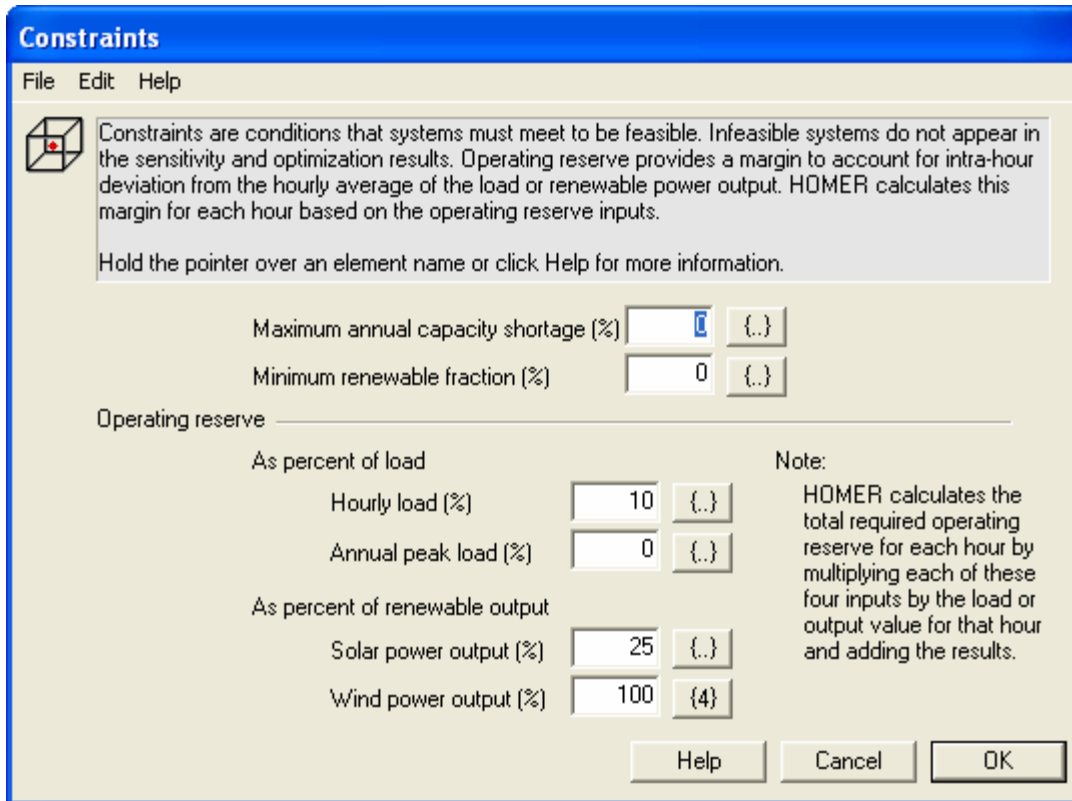 Constraints
File Edit Help
Constraints are conditions that systems must meet to be feasible. Infeasible systems do not appear in
the sensitivity and optimization results. Operating reserve provides a margin to account for intra-hour
deviation from the hourly average of the load or renewable power output. HOMER calculates this
margin for each hour based on the operating reserve inputs.
Hold the pointer over an element name or click Help for more information.
Maximum annual capacity shortage (%) 0 {..}
Minimum renewable fraction (%) 0 {..}
Operating reserve
As percent of load
Hourly load (%) 10 {..}
Annual peak load (%) 0 {..}
As percent of renewable output
Solar power output (%) 25 {..}
Wind power output (%) 100 {4}
Note:
HOMER calculates the
total required operating
reserve for each hour by
multiplying each of these
four inputs by the load or
output value for that hour
and adding the results.
Help Cancel OK